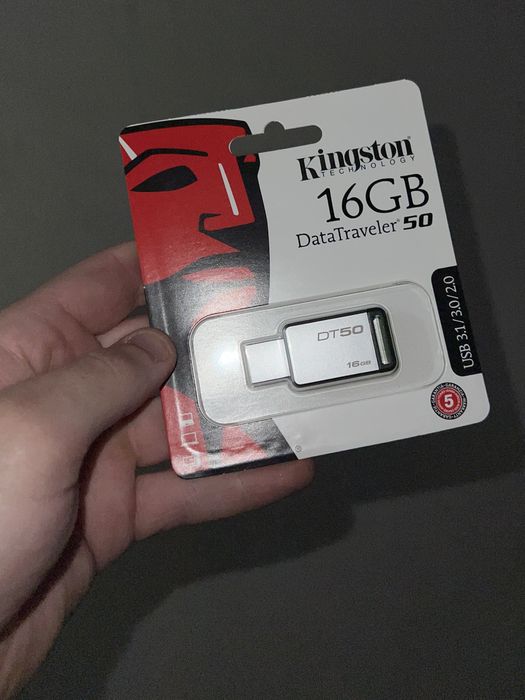 Kingston
TECHNOLOGY
16GB
DataTraveler® 50
DT50
16GB
USB 3.1/3.0/2.0
5